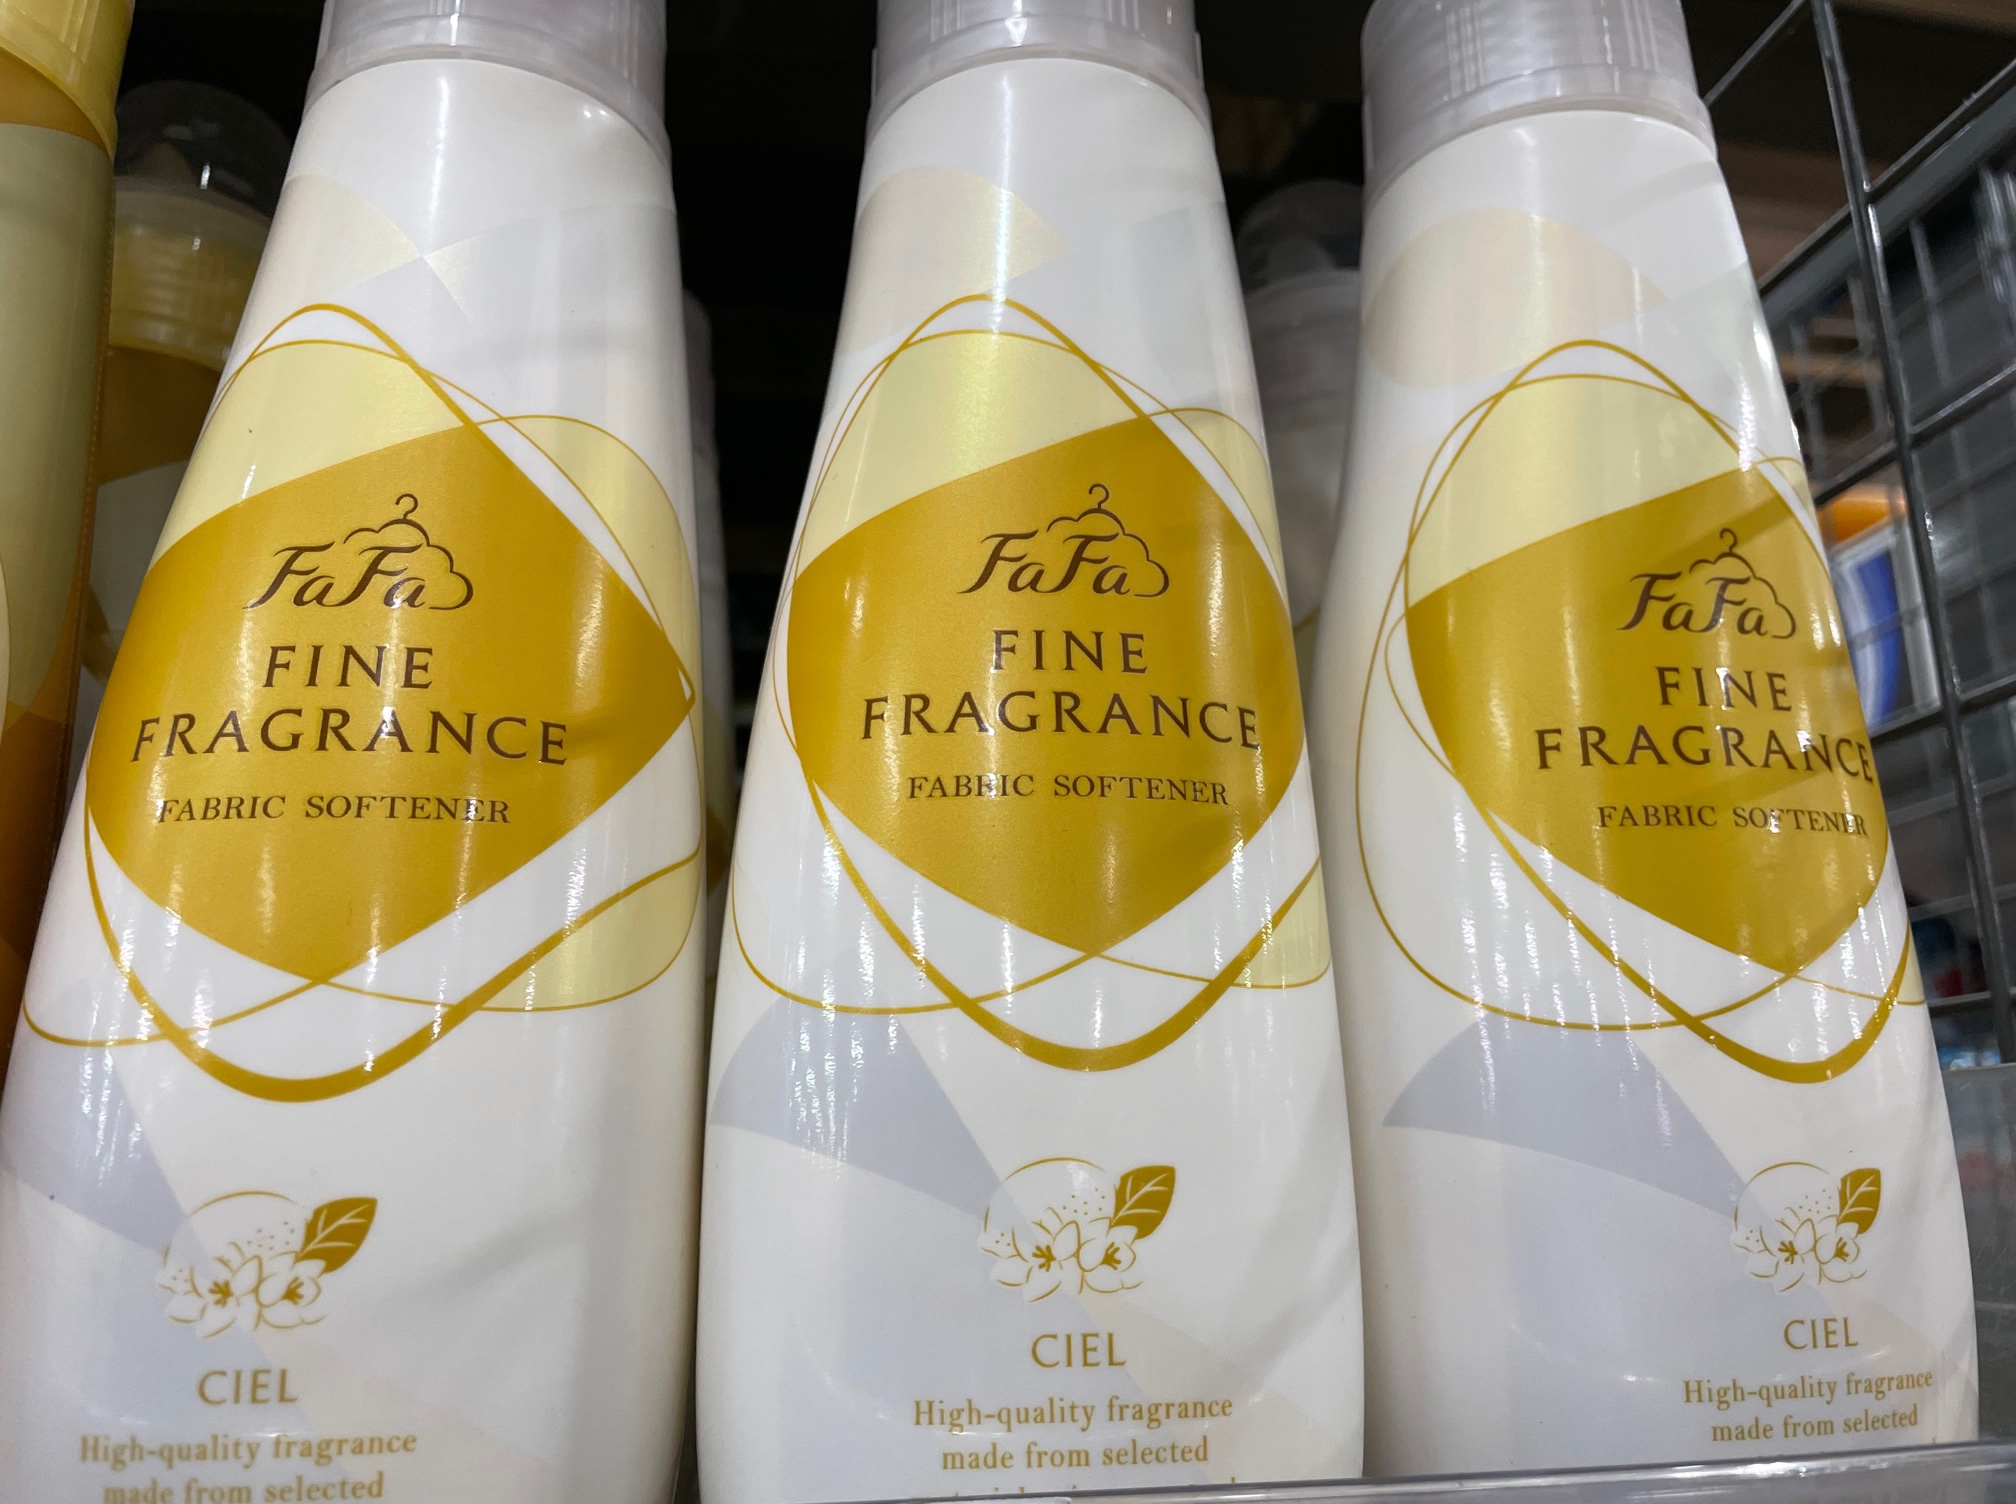 FaFa
FINE
FRAGRANCE
FABRIC SOFTENER
CIEL
High-quality fragrance
made from selected
FaFa
FINE
FRAGRANCE
FABRIC SOFTENER
CIEL
High-quality fragrance
made from selected
FaFa
FINE
FRAGRANCE
FABRIC SOFTENER
CIEL
High-quality fragrance
made from selected